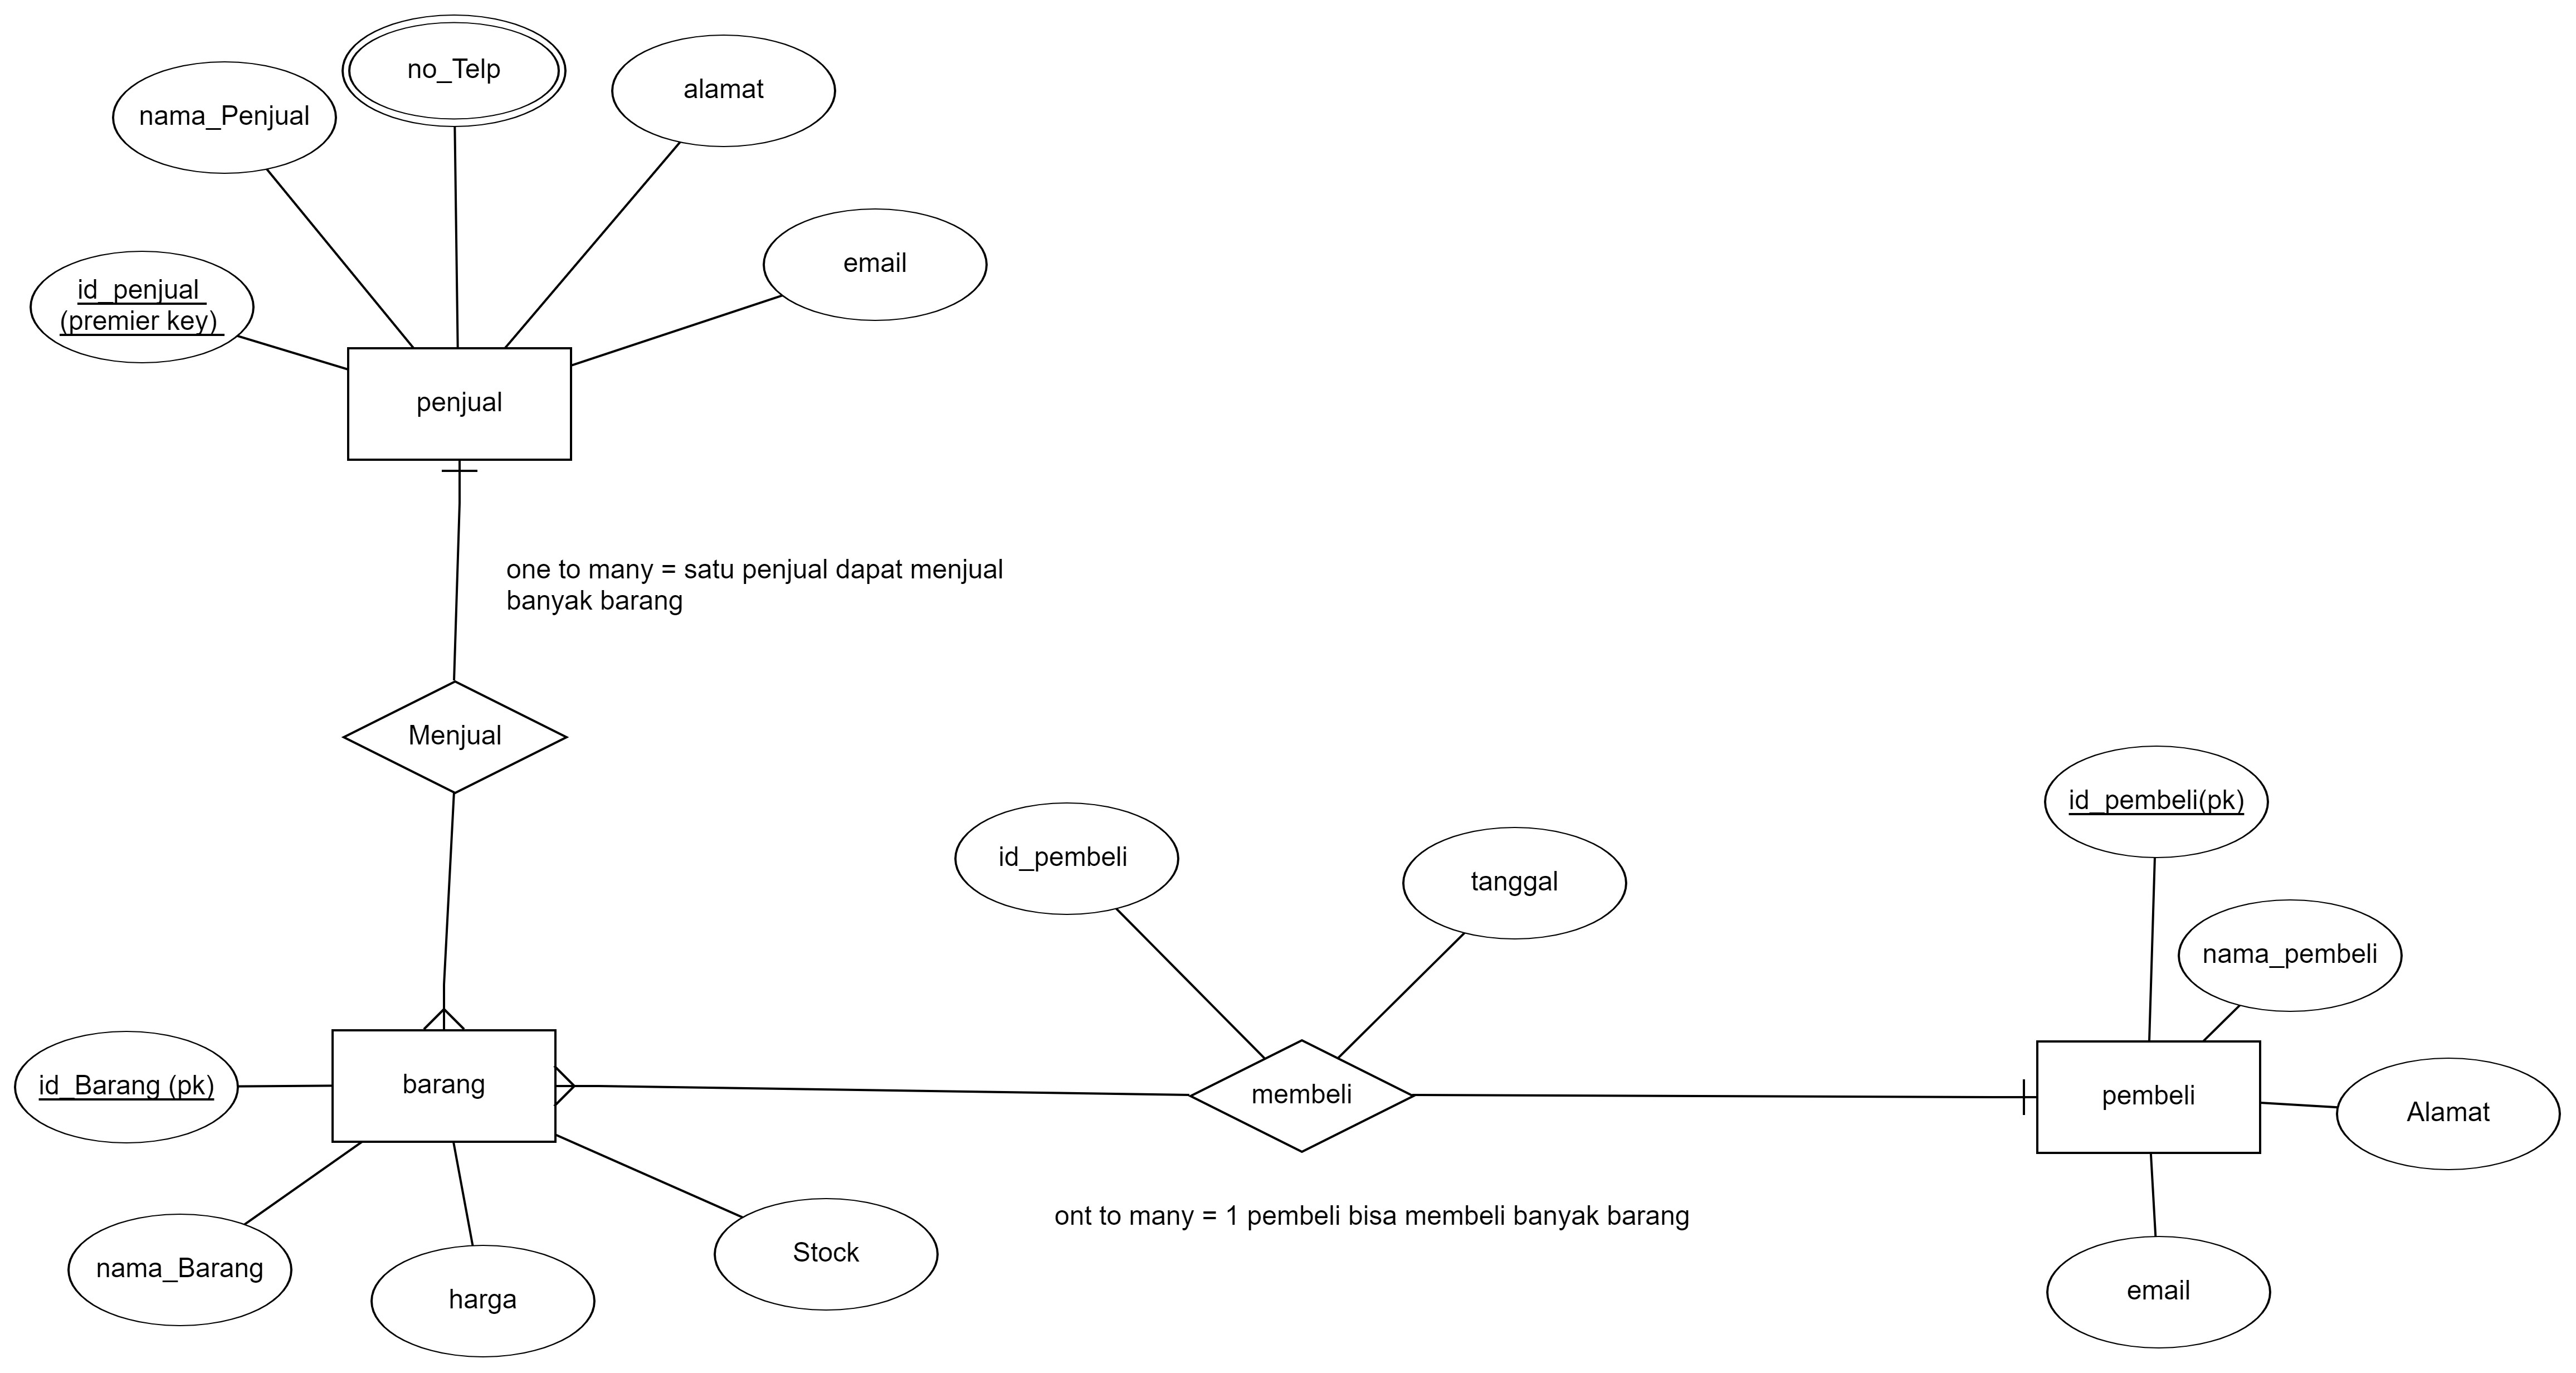 no_Telp
alamat
nama_Penjual
email
id_penjual
(premier key)
penjual
one to many = satu penjual dapat menjual
banyak barang
Menjual
id_pembeli(pk)
id_pembeli
tanggal
nama_pembeli
id_Barang (pk)
barang
membeli
pembeli
Alamat
ont to many = 1 pembeli bisa membeli banyak barang
nama_Barang
harga
Stock
email